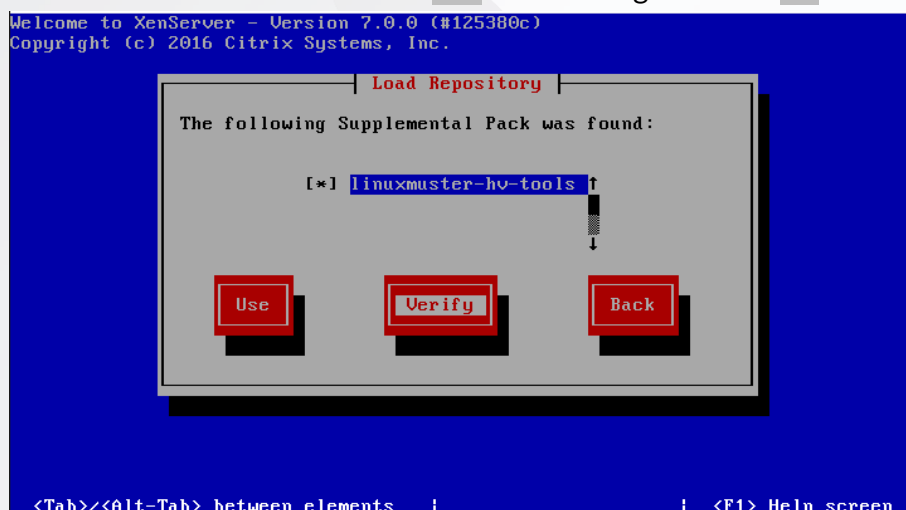 Welcome to XenServer - Version 7.0.0 (#125380c)
Copyright (c) 2016 Citrix Systems, Inc.
Load Repository
The following Supplemental Pack was found:
[*] linuxmuster-hv-tools ↑
↓
Use Verify Back
<Tab>/<Alt-Tab> between elements | | <F1> Help screen